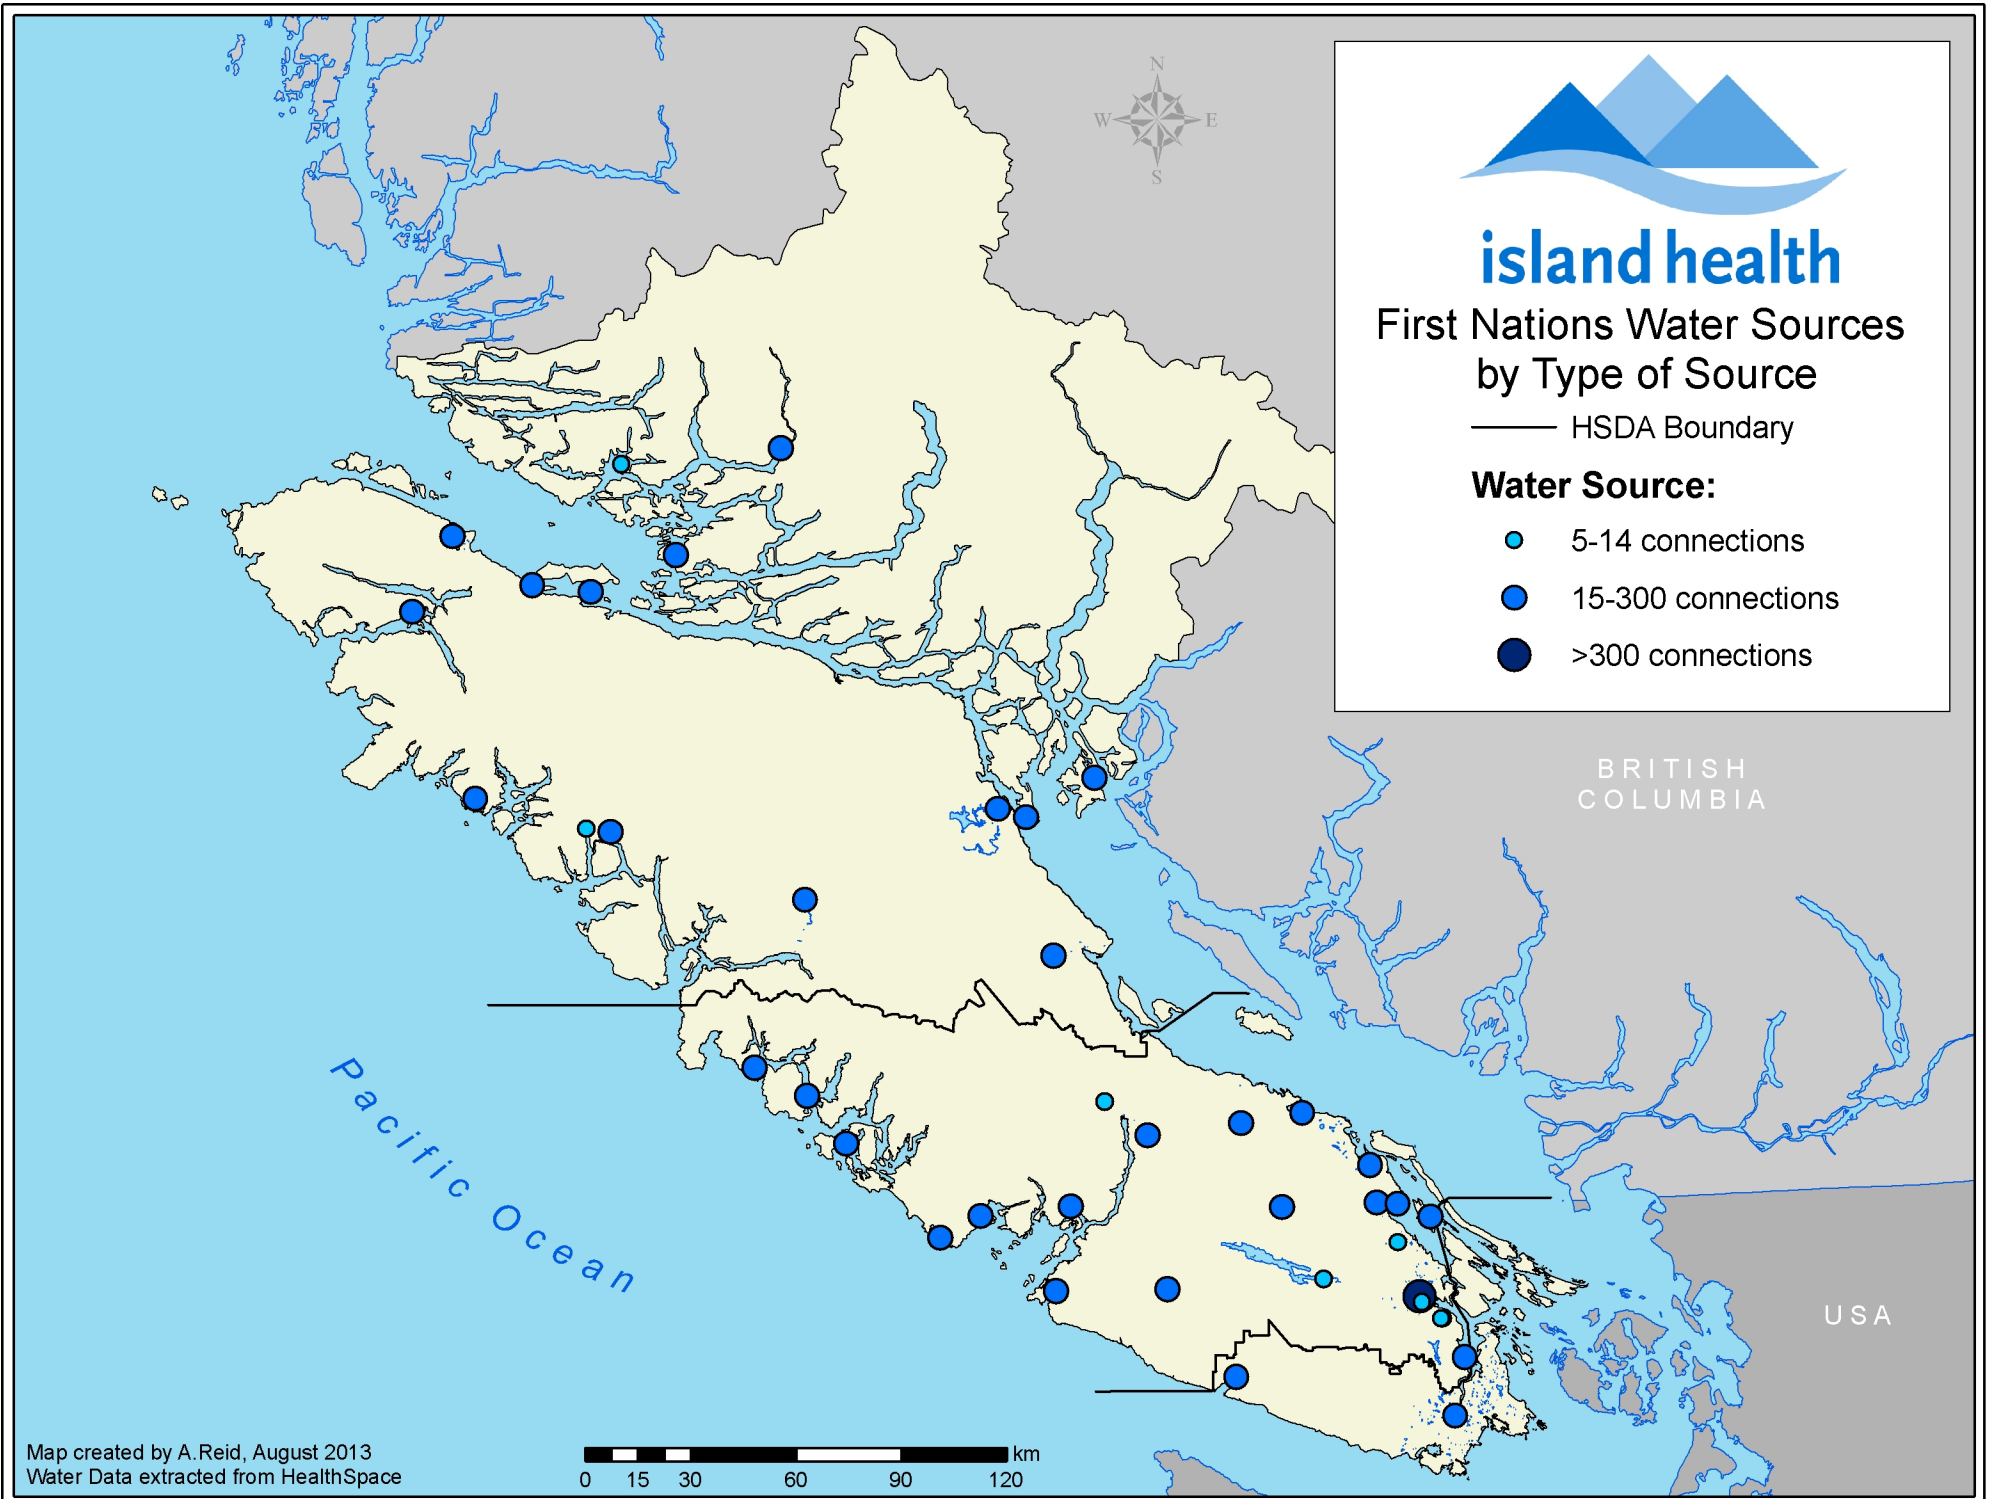 N
W E
S
island health
First Nations Water Sources
by Type of Source
HSDA Boundary
Water Source:
5-14 connections
15-300 connections
>300 connections
BRITISH
COLUMBIA
Pacific Ocean
USA
Map created by A.Reid, August 2013
Water Data extracted from HealthSpace
km
0 15 30 60 90 120